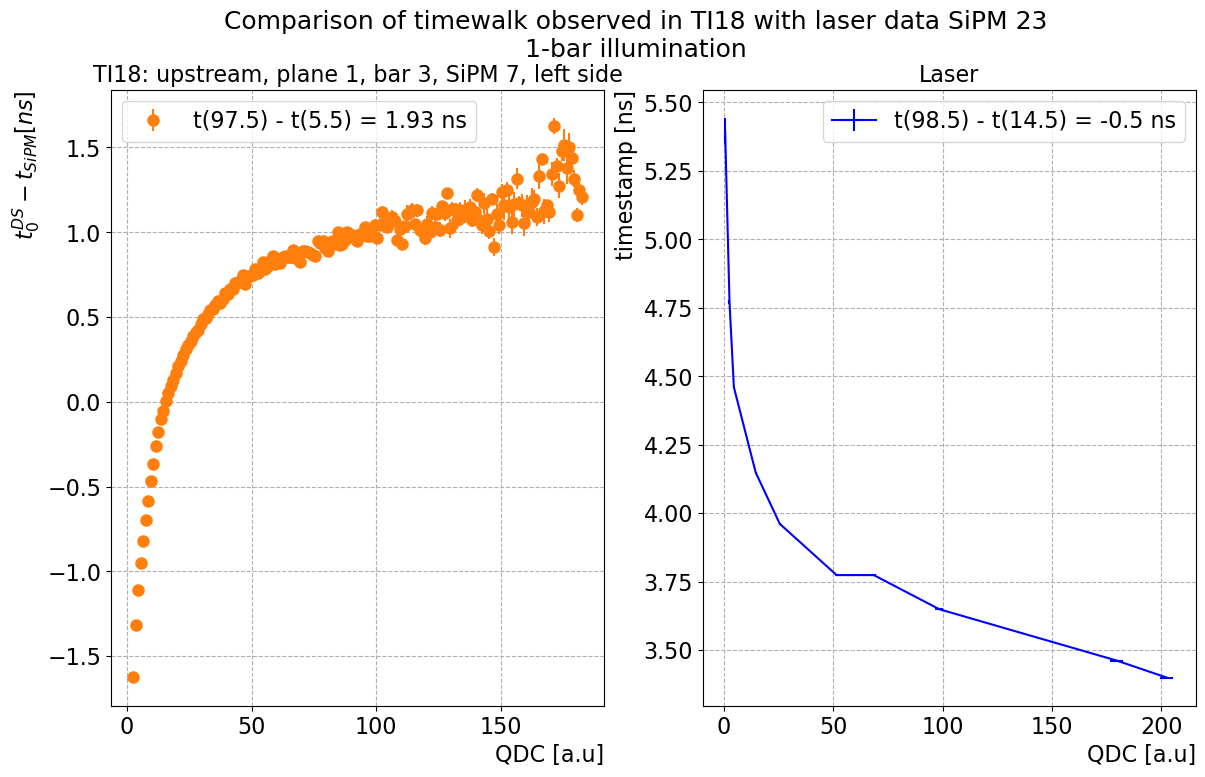 Comparison of timewalk observed in TI18 with laser data SiPM 23
1-bar illumination
TI18: upstream, plane 1, bar 3, SiPM 7, left side
t(97.5) - t(5.5) = 1.93 ns
t_0^{DS} − t_{SiPM}[ns]
1.5
1.0
0.5
0.0
−0.5
−1.0
−1.5
0
50
100
150
QDC [a.u]
Laser
t(98.5) - t(14.5) = -0.5 ns
timestamp [ns]
5.50
5.25
5.00
4.75
4.50
4.25
4.00
3.75
3.50
0
50
100
150
200
QDC [a.u]